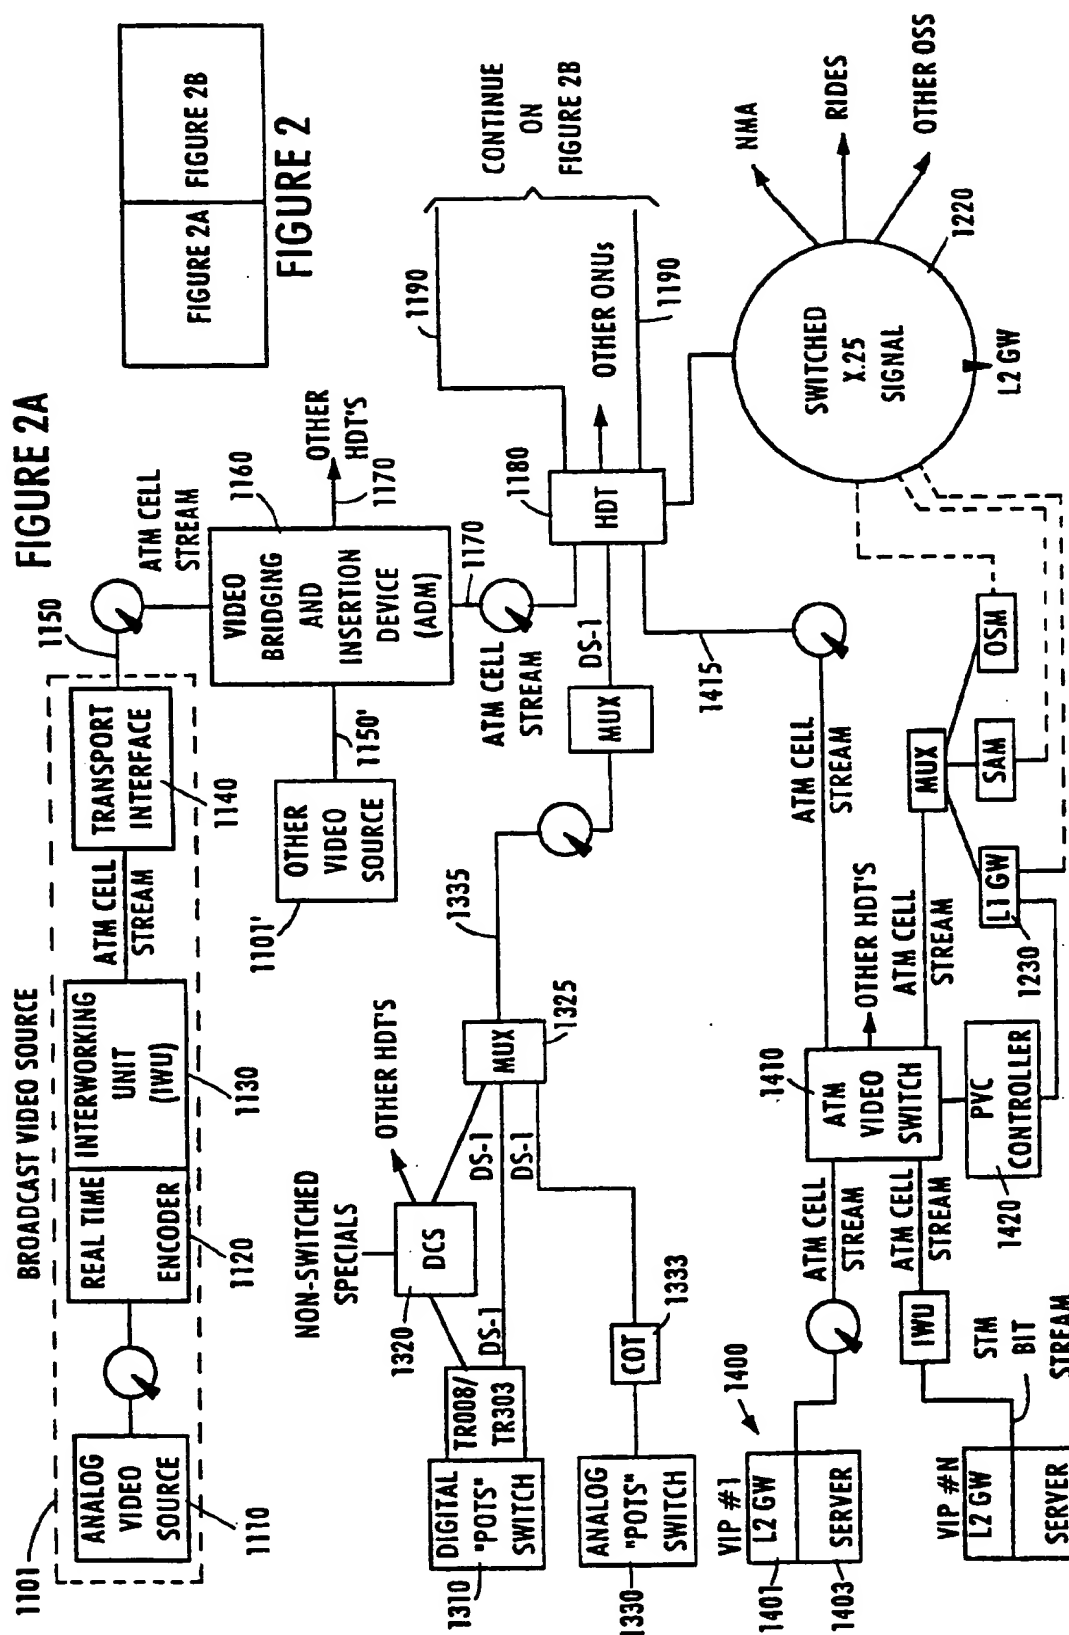 FIGURE 2A
FIGURE 2A
FIGURE 2B
FIGURE 2
1101
BROADCAST VIDEO SOURCE
ANALOG
VIDEO
SOURCE
1110
REAL TIME
ENCODER
1120
INTERWORKING
UNIT
(IWU)
1130
ATM CELL
STREAM
TRANSPORT
INTERFACE
1140
1150
ATM CELL
STREAM
OTHER
VIDEO
SOURCE
1101'
1150'
VIDEO
BRIDGING
AND
INSERTION
DEVICE
(ADM)
1160
OTHER
HDT'S
1170
1170
ATM CELL
STREAM
NON-SWITCHED
SPECIALS
OTHER HDT'S
DCS
1320
DIGITAL
"POTS"
SWITCH
1310
TR008/
TR303
DS-1
DS-1
DS-1
MUX
1325
1335
MUX
DS-1
ANALOG
"POTS"
SWITCH
1330
COT
1333
HDT
1180
1190
OTHER ONUs
1190
CONTINUE
ON
FIGURE 2B
1415
VIP #1
1400
L2 GW
1401
SERVER
1403
ATM CELL
STREAM
ATM
VIDEO
SWITCH
1410
ATM CELL
STREAM
OTHER HDT'S
ATM CELL
STREAM
ATM CELL
STREAM
IWU
STM
BIT
STREAM
VIP #N
L2 GW
SERVER
PVC
CONTROLLER
1420
MUX
L1 GW
1230
SAM
OSM
SWITCHED
X.25
SIGNAL
1220
NMA
RIDES
OTHER OSS
L2 GW